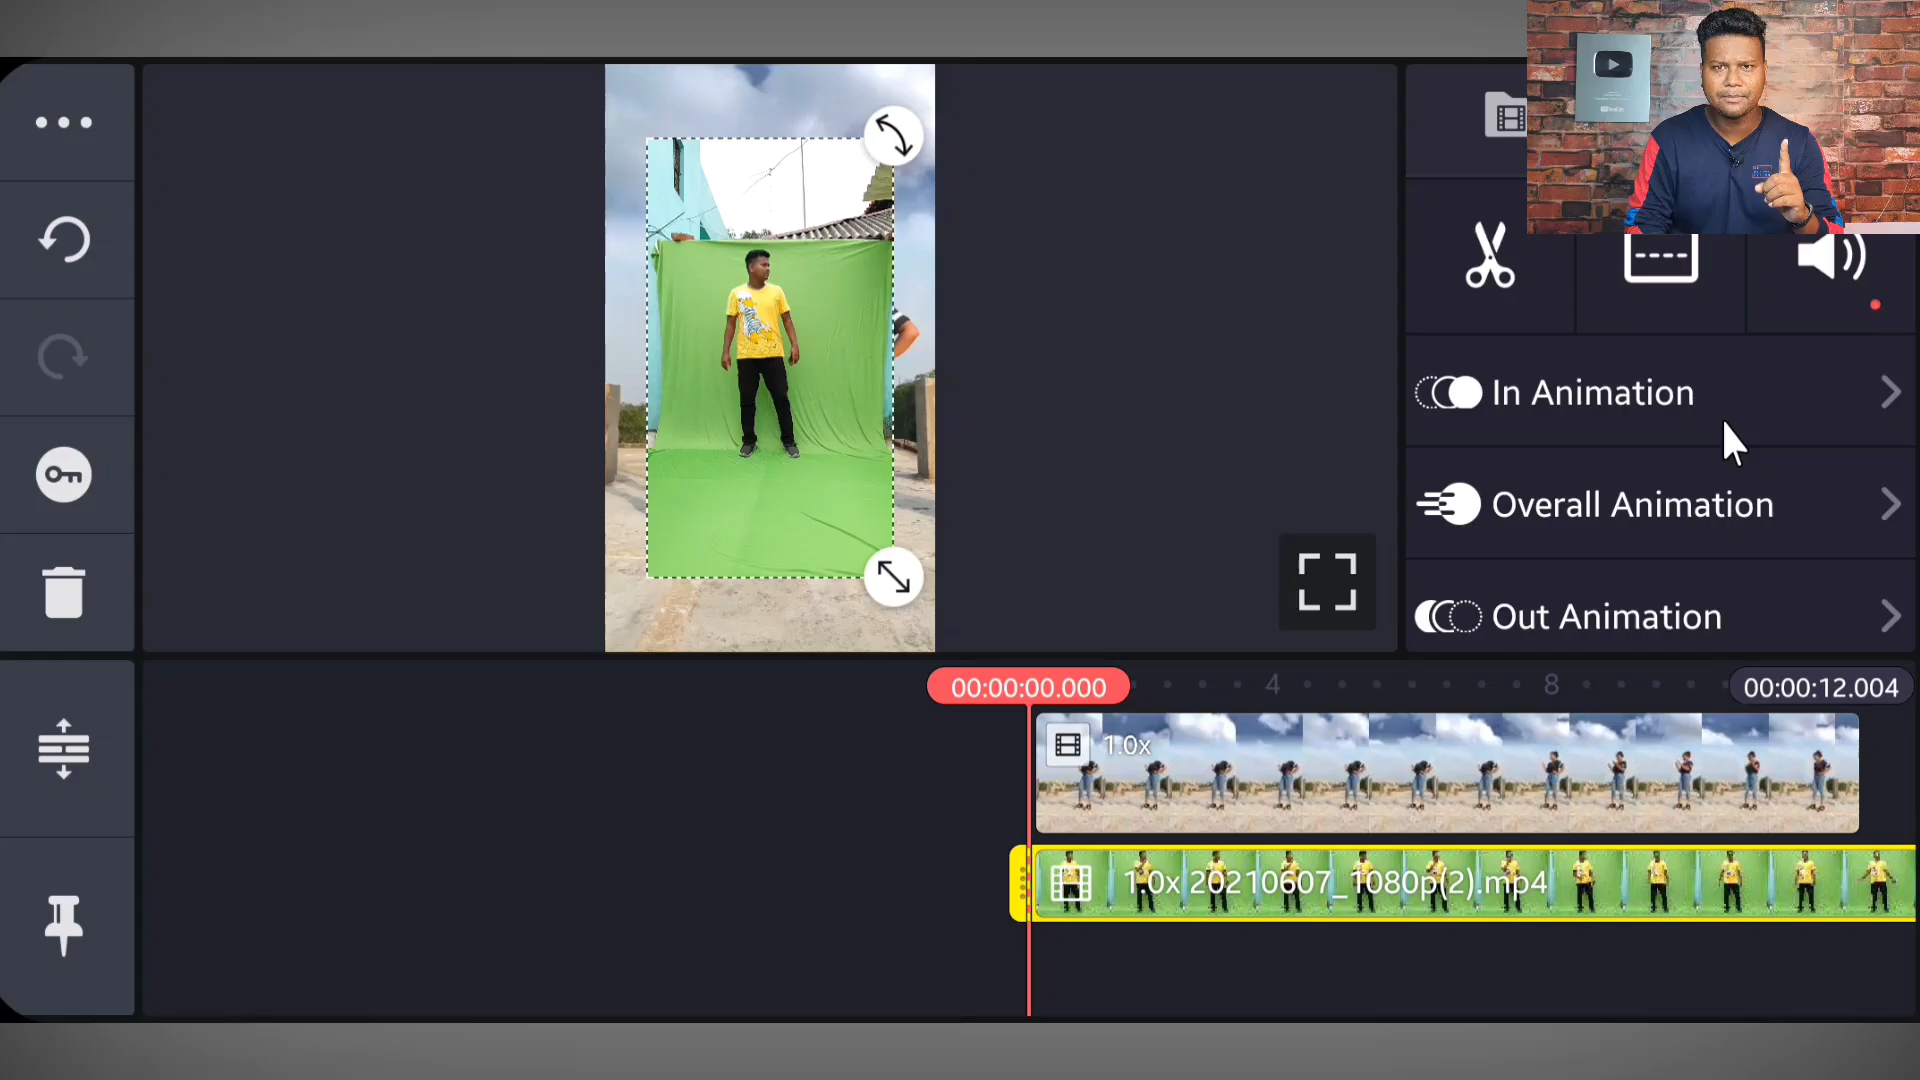 In Animation
Overall Animation
Out Animation
00:00:00.000
4
8
00:00:12.004
1.0x
1.0x 20210607_1080p(2).mp4